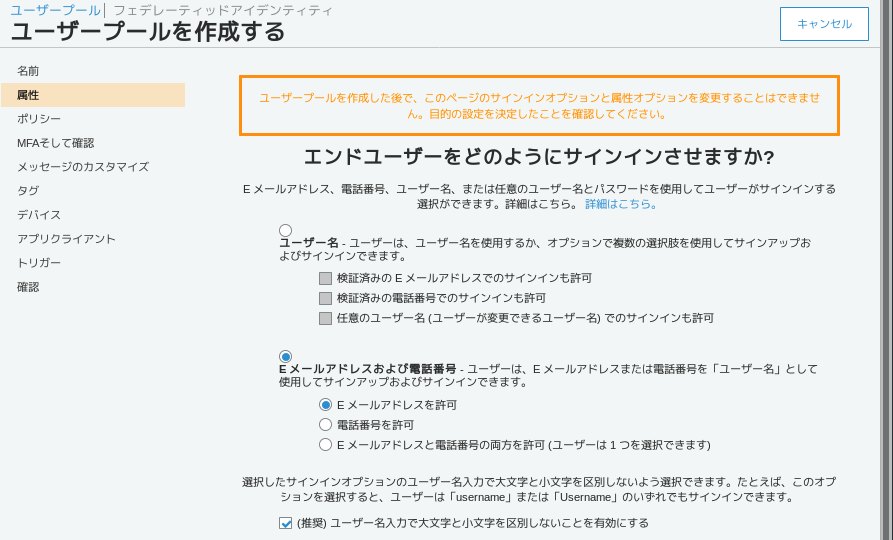 ユーザープール│ フェデレーティッドアイデンティティ
ユーザープールを作成する
キャンセル
名前
属性
ポリシー
MFAそして確認
メッセージのカスタマイズ
タグ
デバイス
アプリクライアント
トリガー
確認
ユーザープールを作成した後で、このページのサインインオプションと属性オプションを変更することはできませ
ん。目的の設定を決定したことを確認してください。
エンドユーザーをどのようにサインインさせますか?
E メールアドレス、電話番号、ユーザー名、または任意のユーザー名とパスワードを使用してユーザーがサインインする
選択ができます。詳細はこちら。 詳細はこちら。
ユーザー名 - ユーザーは、ユーザー名を使用するか、オプションで複数の選択肢を使用してサインアップお
よびサインインできます。
検証済みの E メールアドレスでのサインインも許可
検証済みの電話番号でのサインインも許可
任意のユーザー名 (ユーザーが変更できるユーザー名) でのサインインも許可
E メールアドレスおよび電話番号 - ユーザーは、E メールアドレスまたは電話番号を「ユーザー名」として
使用してサインアップおよびサインインできます。
E メールアドレスを許可
電話番号を許可
E メールアドレスと電話番号の両方を許可 (ユーザーは 1 つを選択できます)
選択したサインインオプションのユーザー名入力で大文字と小文字を区別しないよう選択できます。たとえば、このオプ
ションを選択すると、ユーザーは「username」または「Username」のいずれでもサインインできます。
(推奨) ユーザー名入力で大文字と小文字を区別しないことを有効にする